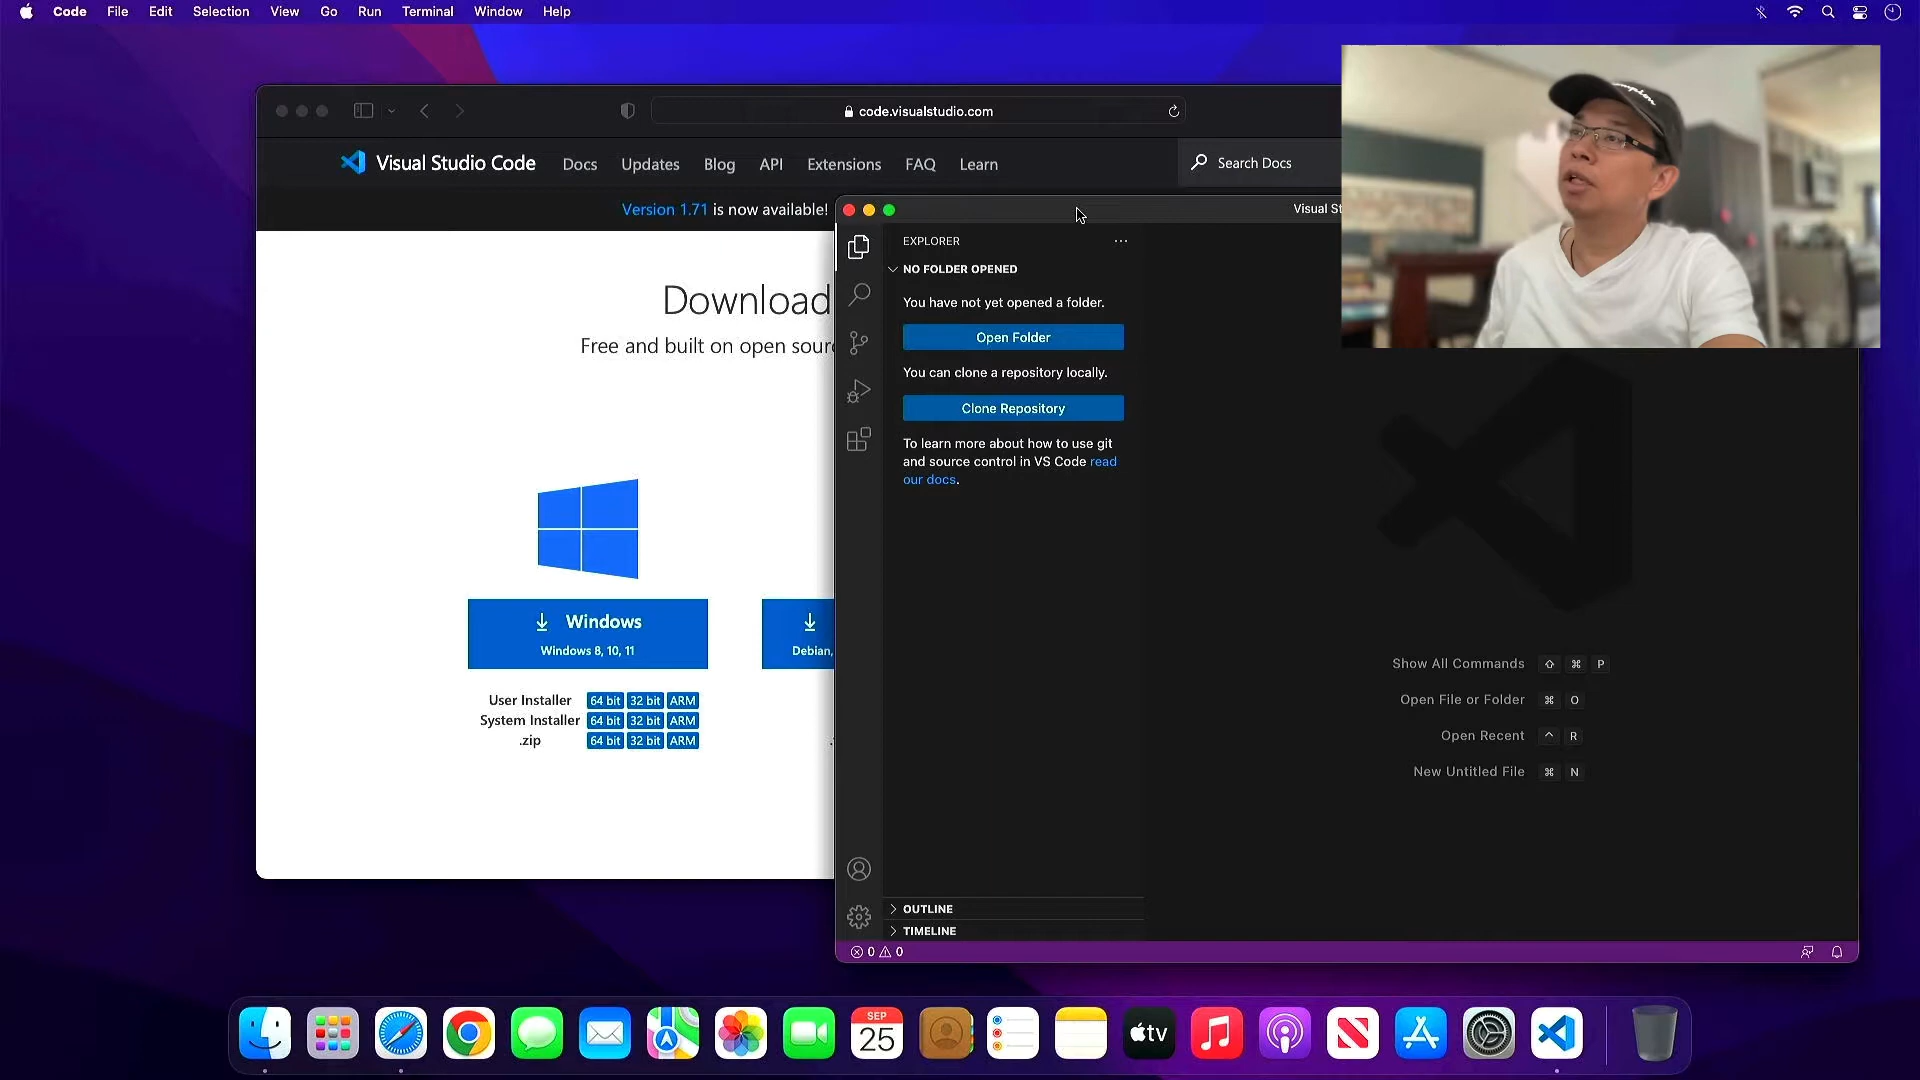 Code File Edit Selection View Go Run Terminal Window Help
code.visualstudio.com
Visual Studio Code Docs Updates Blog API Extensions FAQ Learn
Search Docs
Version 1.71 is now available!
Download
Free and built on open
Windows
Windows 8, 10, 11
Debian,
User Installer 64 bit 32 bit ARM
System Installer 64 bit 32 bit ARM
.zip 64 bit 32 bit ARM
Visual
EXPLORER
NO FOLDER OPENED
You have not yet opened a folder.
Open Folder
You can clone a repository locally.
Clone Repository
To learn more about how to use git
and source control in VS Code read
our docs.
Show All Commands ⇧ ⌘ P
Open File or Folder ⌘ O
Open Recent ^ R
New Untitled File ⌘ N
OUTLINE
TIMELINE
0 0
SEP
25
tv